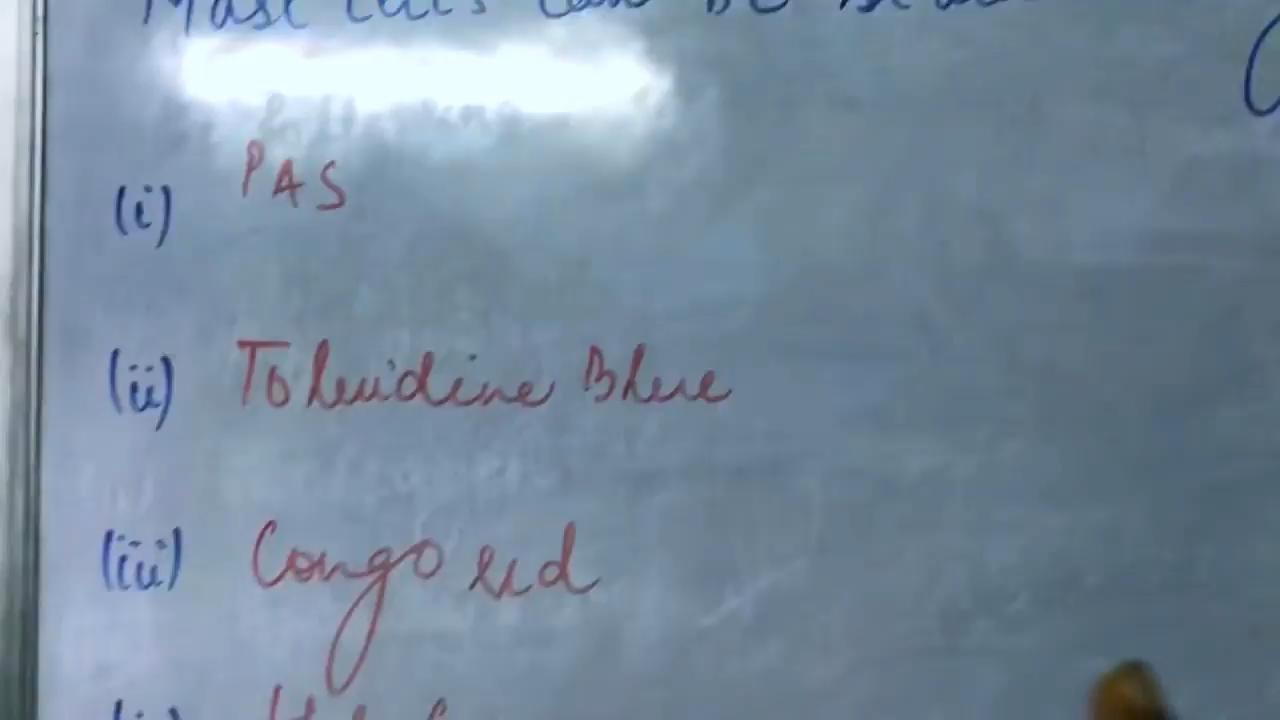 Mast cells can be
(i) PAS
(ii) Toluidine Blue
(iii) Congo red